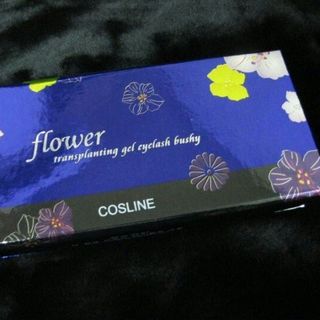 flower
transplanting gel eyelash bushy
COSLINE